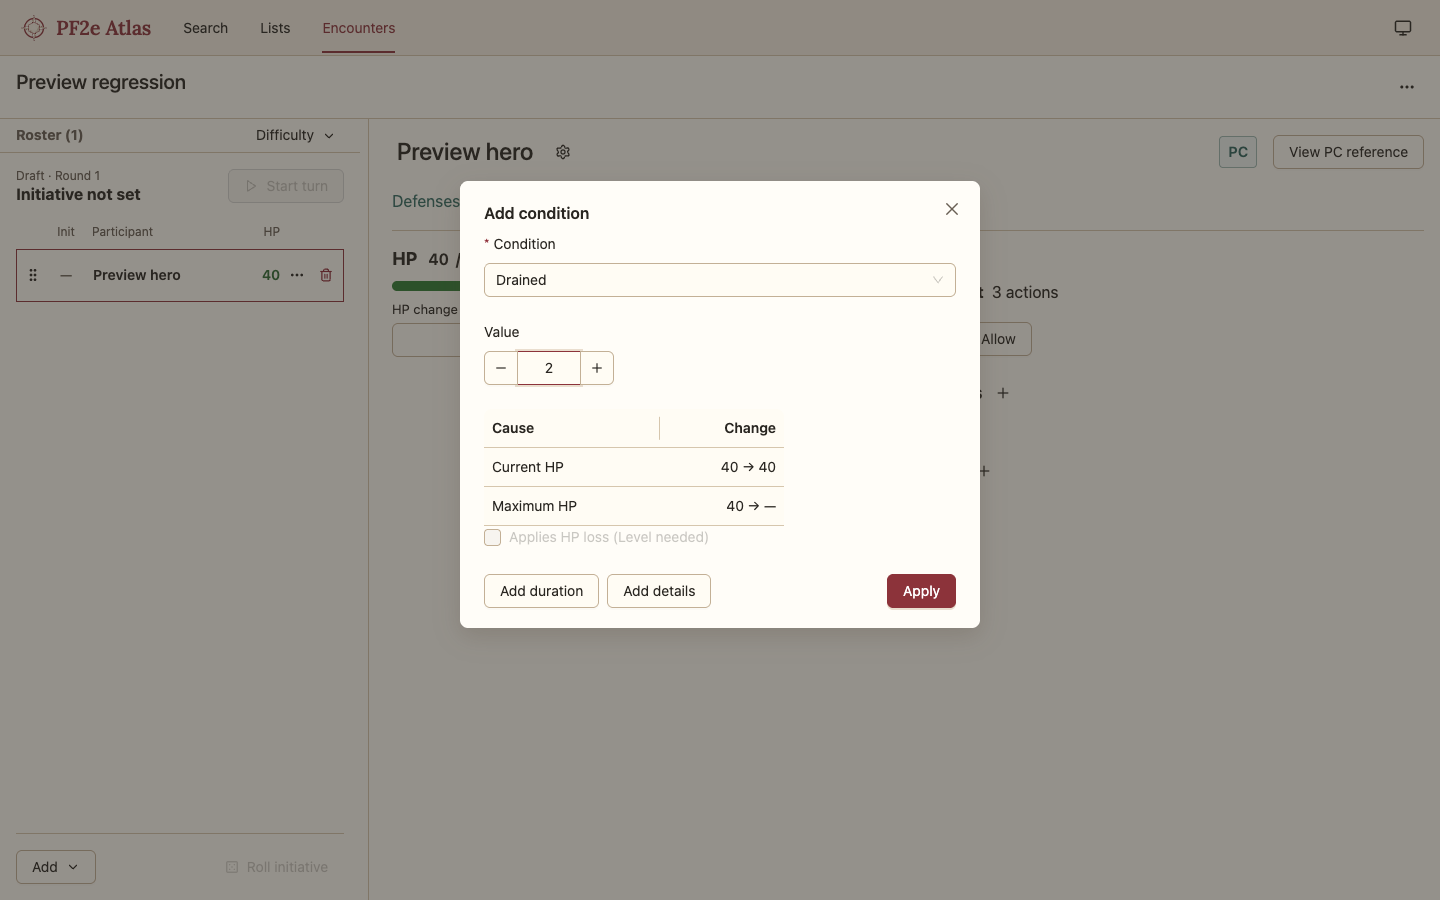 PF2e Atlas Search Lists Encounters
Preview regression
Roster (1) Difficulty
Draft · Round 1
Initiative not set
Start turn
Init Participant HP
— Preview hero 40
Add
Roll initiative
Preview hero
PC
View PC reference
Defenses
HP 40 /
HP change
3 actions
Allow
Add condition
* Condition
Drained
Value
2
Cause Change
Current HP 40 → 40
Maximum HP 40 → —
Applies HP loss (Level needed)
Add duration
Add details
Apply